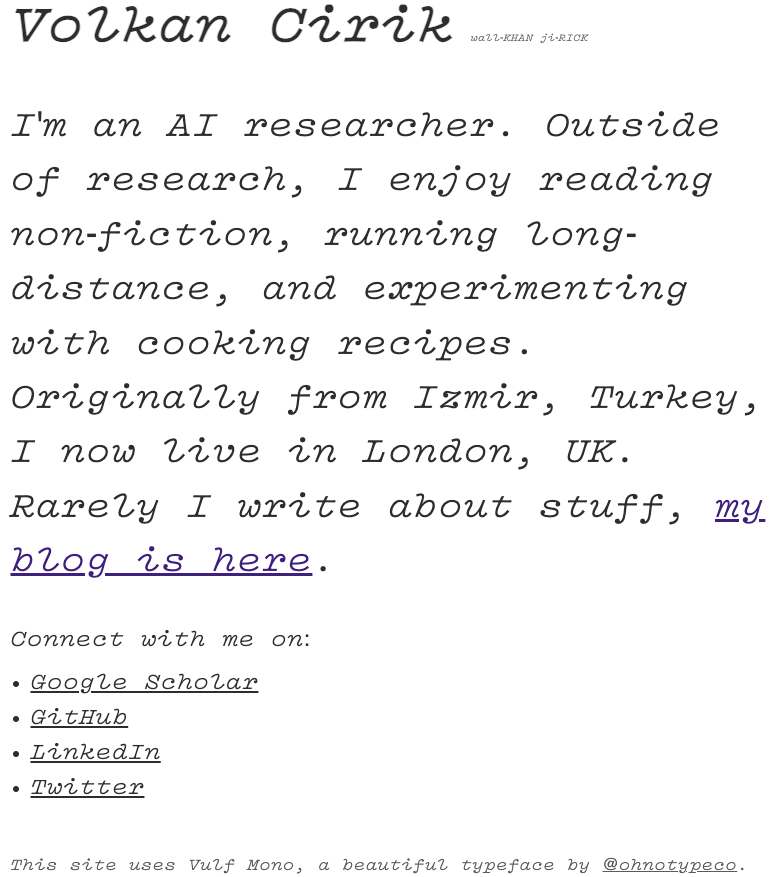 Volkan Cirik wall-KHAN ji-RICK
I'm an AI researcher. Outside
of research, I enjoy reading
non-fiction, running long-
distance, and experimenting
with cooking recipes.
Originally from Izmir, Turkey,
I now live in London, UK.
Rarely I write about stuff, my
blog is here.
Connect with me on:
• Google Scholar
• GitHub
• LinkedIn
• Twitter
This site uses Vulf Mono, a beautiful typeface by @ohnotypeco.